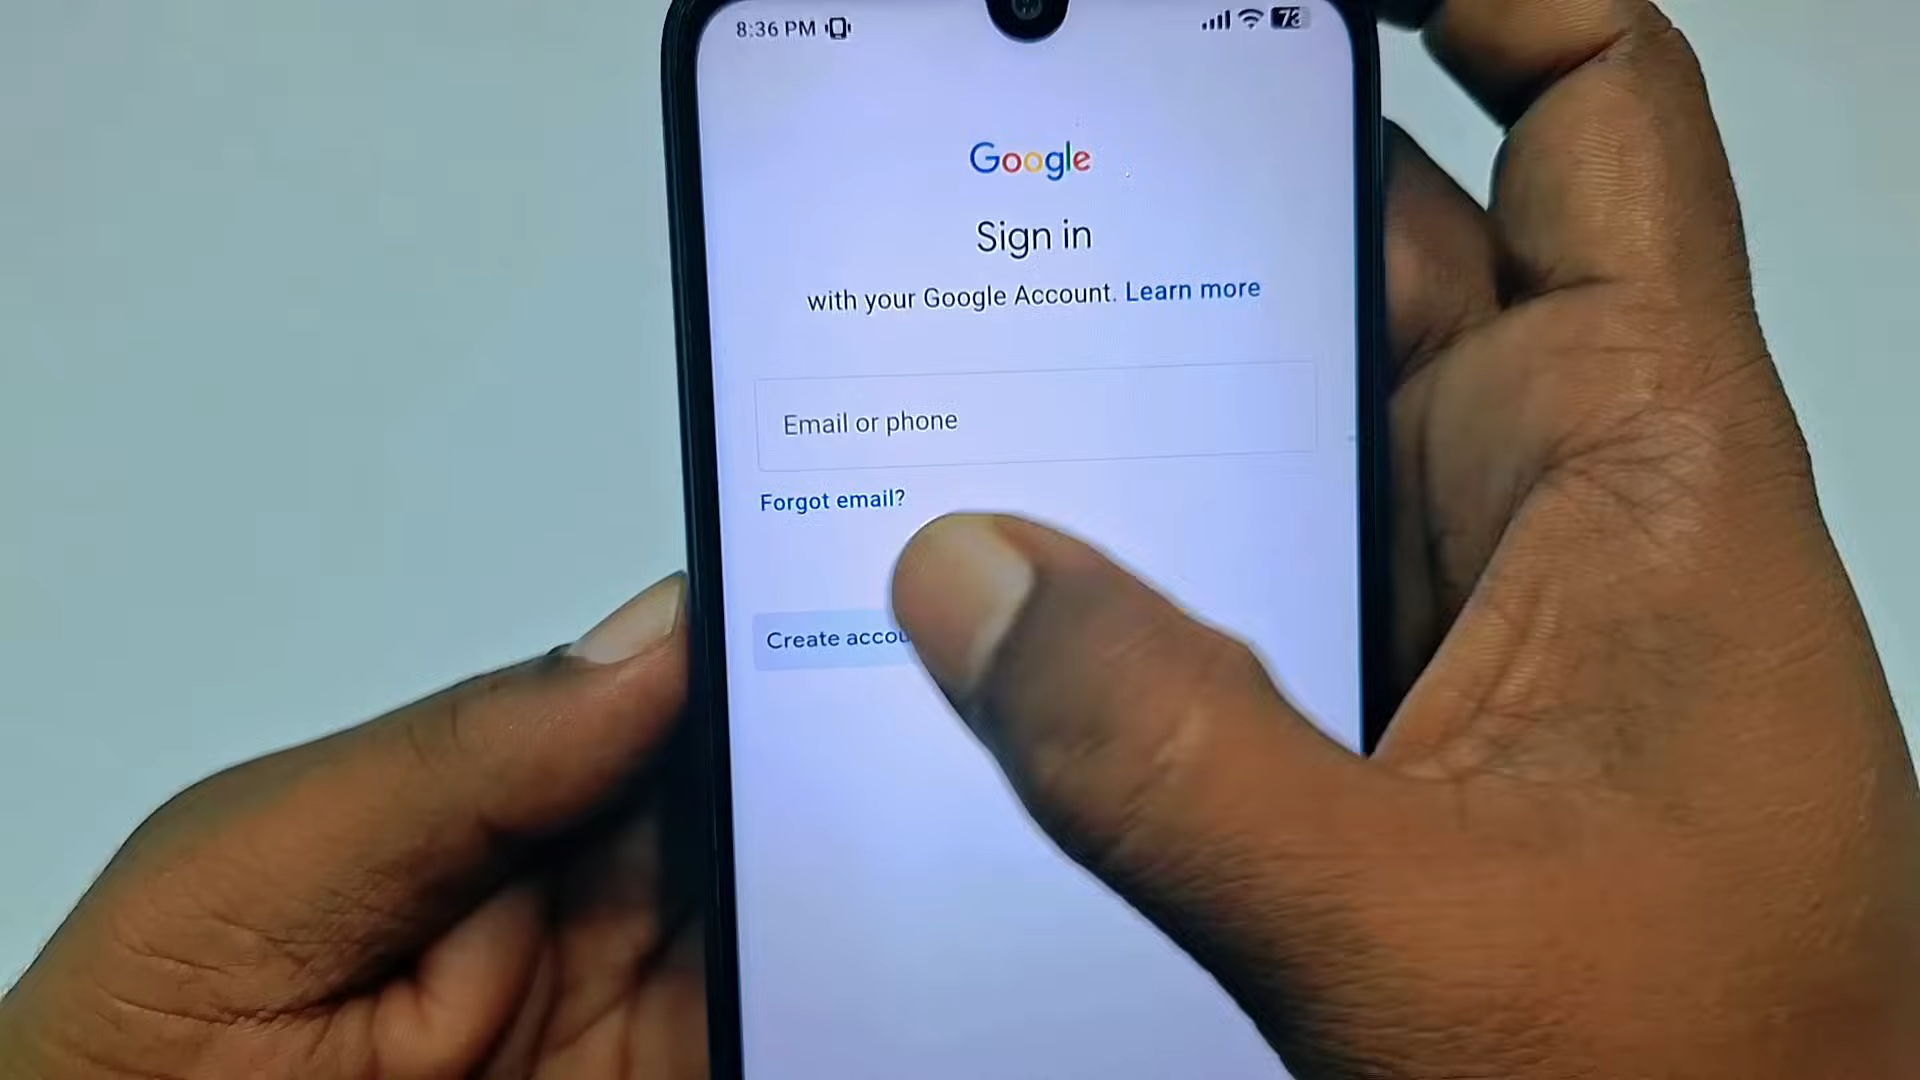 8:36 PM
73
Google
Sign in
with your Google Account. Learn more
Email or phone
Forgot email?
Create accou